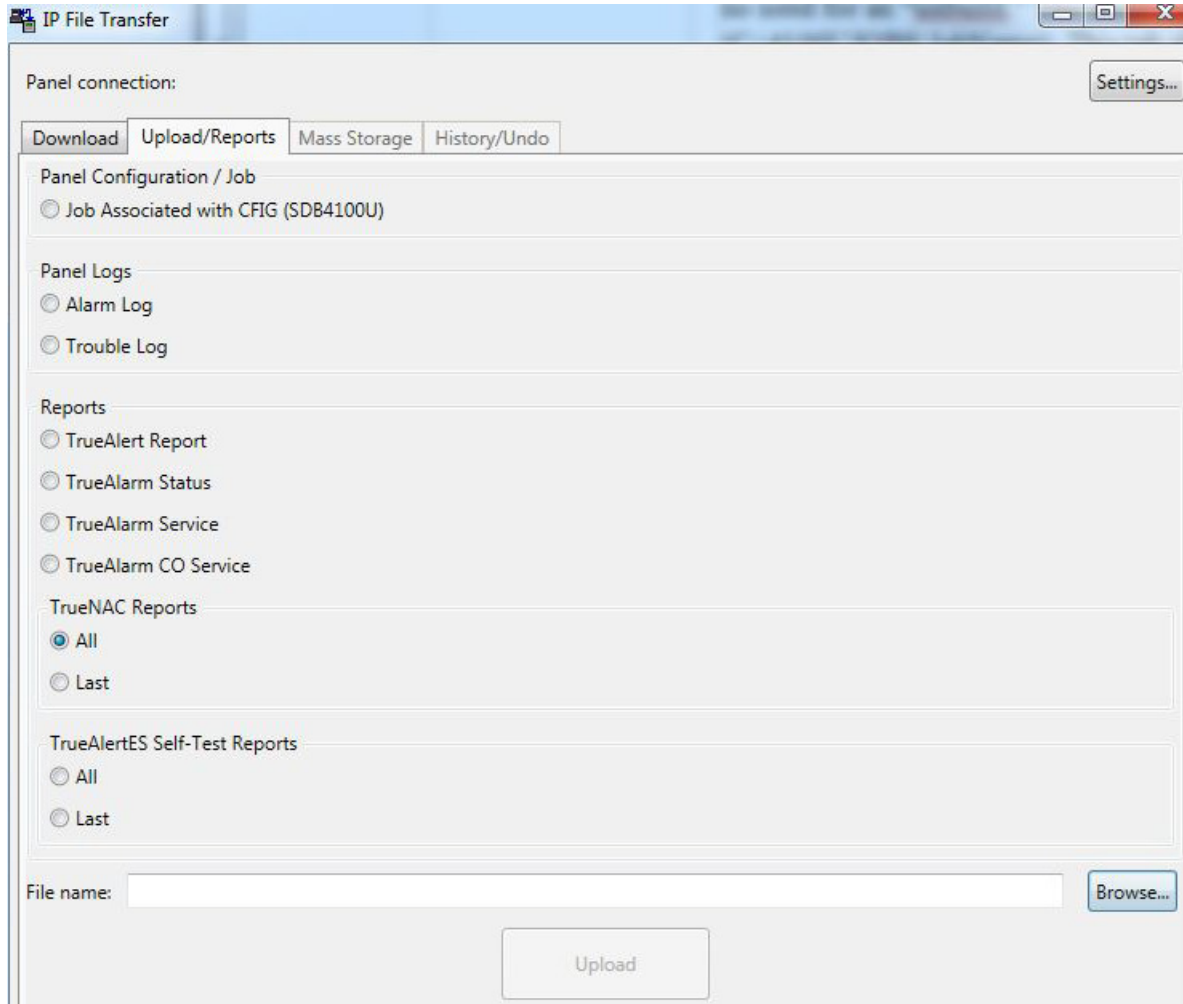 IP File Transfer
Panel connection:
Settings...
Download
Upload/Reports
Mass Storage
History/Undo
Panel Configuration / Job
Job Associated with CFIG (SDB4100U)
Panel Logs
Alarm Log
Trouble Log
Reports
TrueAlert Report
TrueAlarm Status
TrueAlarm Service
TrueAlarm CO Service
TrueNAC Reports
All
Last
TrueAlertES Self-Test Reports
All
Last
File name:
Browse...
Upload